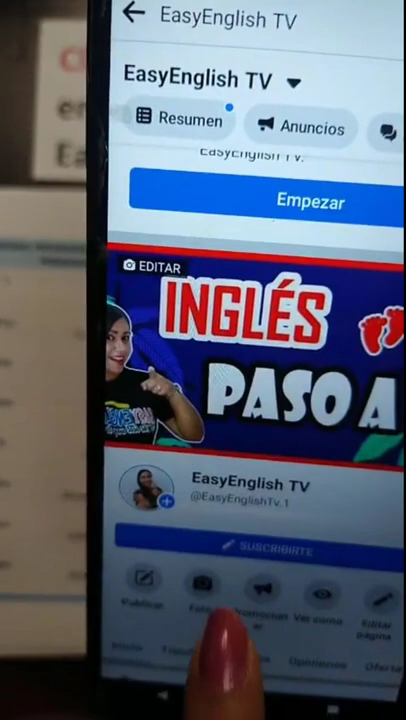 EasyEnglish TV
EasyEnglish TV
Resumen
Anuncios
EasyEnglish TV.
Empezar
EDITAR
INGLÉS
PASO A
EasyEnglish TV
@EasyEnglishTv.1
SUSCRIBIRTE
Publicar
Ver como
Editar
página
Opiniones